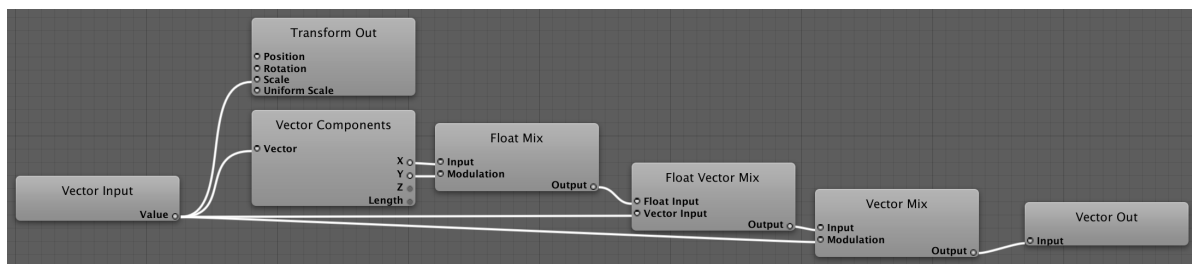 Transform Out
Position
Rotation
Scale
Uniform Scale
Vector Components
Vector
X
Y
Z
Length
Vector Input
Value
Float Mix
Input
Modulation
Output
Float Vector Mix
Float Input
Vector Input
Output
Vector Mix
Input
Modulation
Output
Vector Out
Input